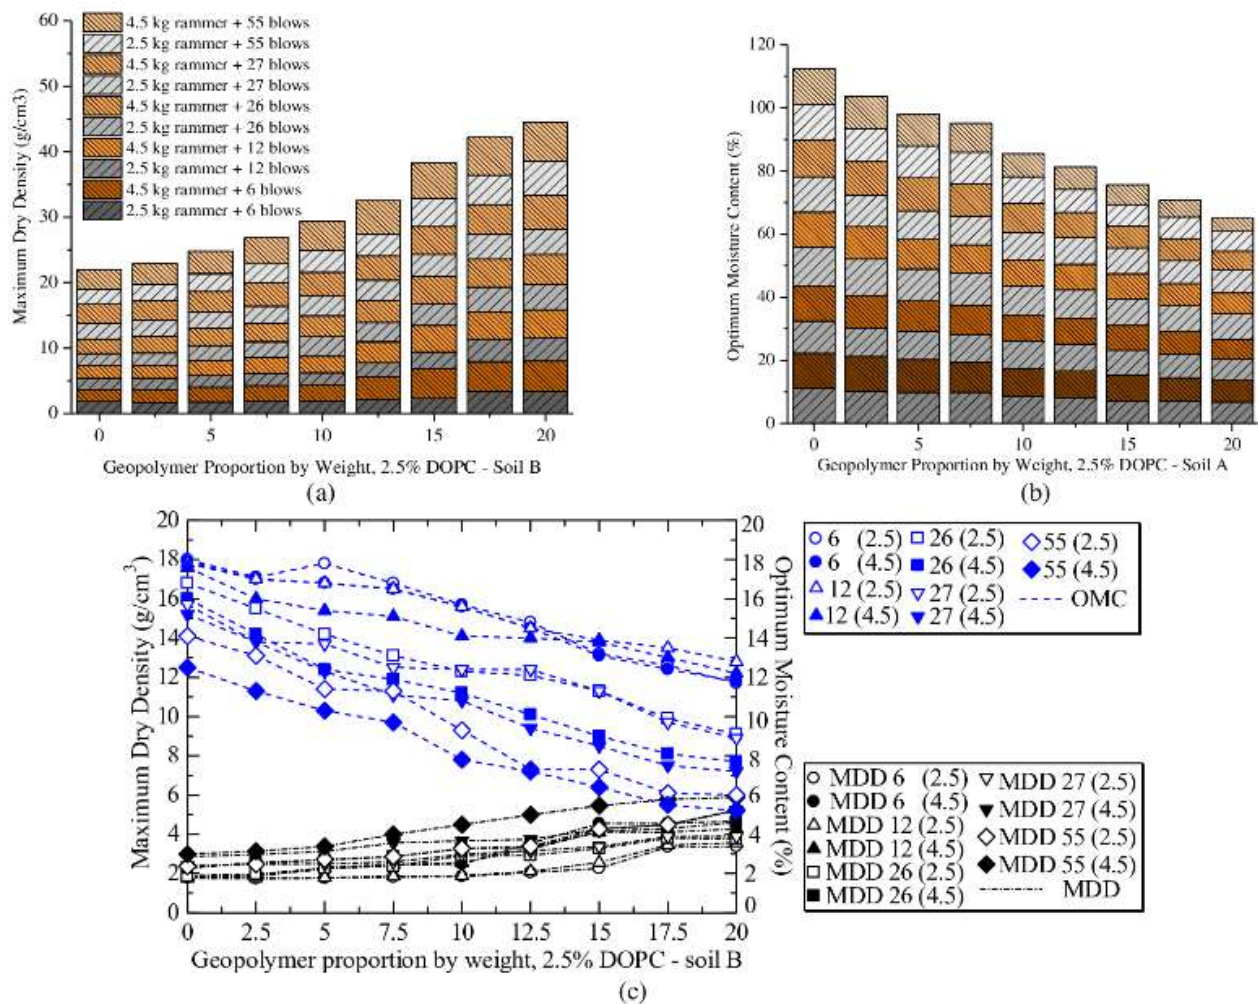 60
50
40
30
20
10
0
Maximum Dry Density (g/cm3)
4.5 kg rammer + 55 blows
2.5 kg rammer + 55 blows
4.5 kg rammer + 27 blows
2.5 kg rammer + 27 blows
4.5 kg rammer + 26 blows
2.5 kg rammer + 26 blows
4.5 kg rammer + 12 blows
2.5 kg rammer + 12 blows
4.5 kg rammer + 6 blows
2.5 kg rammer + 6 blows
0 5 10 15 20
Geopolymer Proportion by Weight, 2.5% DOPC - Soil B
(a)
120
100
80
60
40
20
0
Optimum Moisture Content (%)
0 5 10 15 20
Geopolymer Proportion by Weight, 2.5% DOPC - Soil A
(b)
20
18
16
14
12
10
8
6
4
2
0
Maximum Dry Density (g/cm³)
20
18
16
14
12
10
8
6
4
2
0
Optimum Moisture Content (%)
0 2.5 5 7.5 10 12.5 15 17.5 20
Geopolymer proportion by weight, 2.5% DOPC - soil B
(c)
6 (2.5) 26 (2.5) 55 (2.5)
6 (4.5) 26 (4.5) 55 (4.5)
12 (2.5) 27 (2.5) OMC
12 (4.5) 27 (4.5)
MDD 6 (2.5) MDD 27 (2.5)
MDD 6 (4.5) MDD 27 (4.5)
MDD 12 (2.5) MDD 55 (2.5)
MDD 12 (4.5) MDD 55 (4.5)
MDD 26 (2.5) MDD
MDD 26 (4.5)